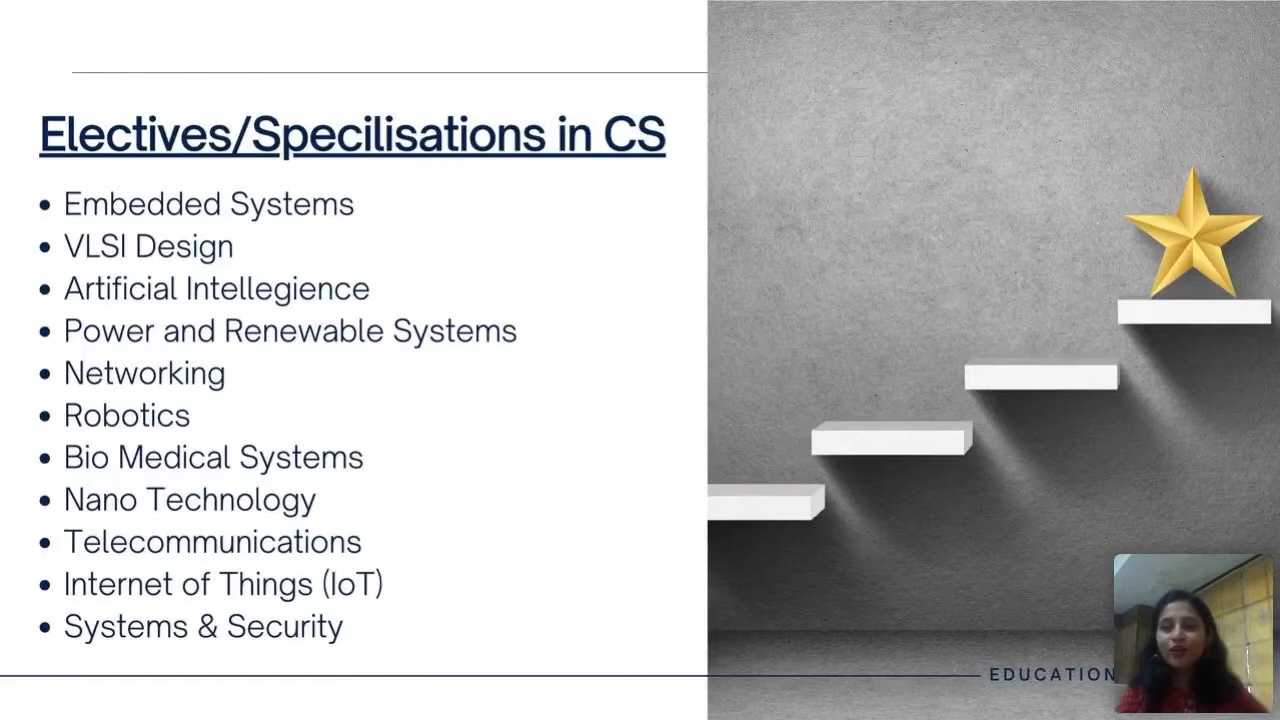 Electives/Specilisations in CS
• Embedded Systems
• VLSI Design
• Artificial Intellegience
• Power and Renewable Systems
• Networking
• Robotics
• Bio Medical Systems
• Nano Technology
• Telecommunications
• Internet of Things (IoT)
• Systems & Security
EDUCATION